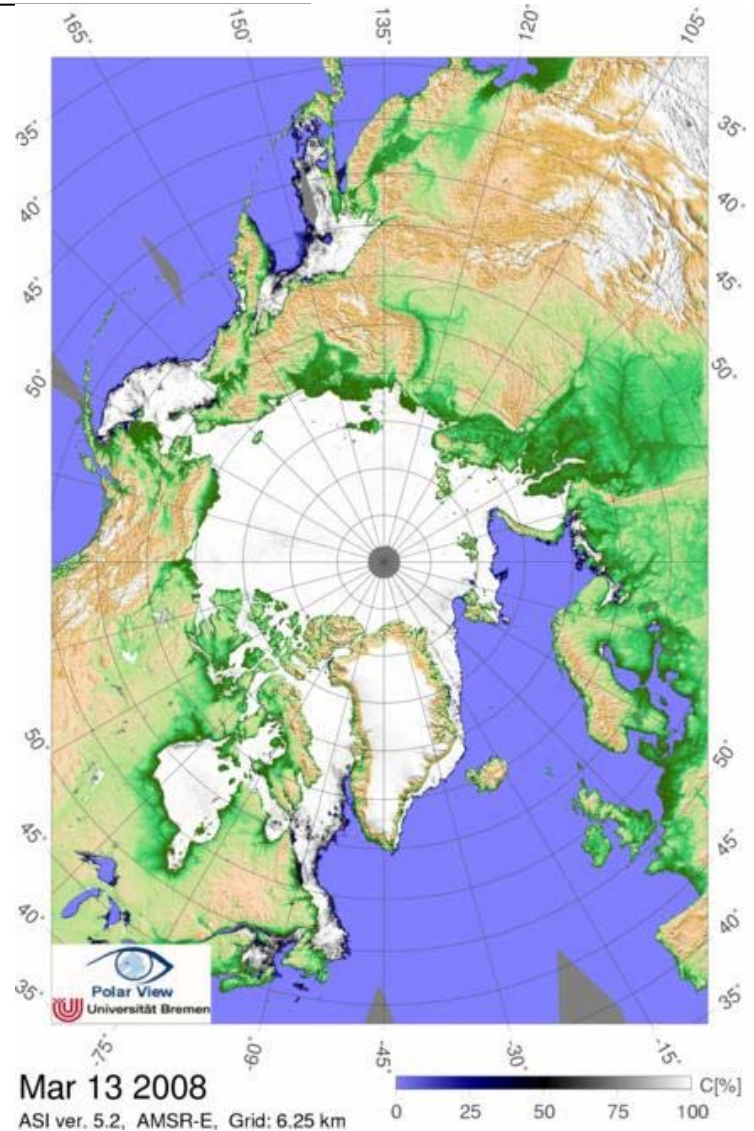 165° 150° 135° 120° 105°
35° 35°
40° 40°
45° 45°
50° 50°
50° 50°
45° 45°
40° 40°
35° 35°
Polar View
Universität Bremen
-75° -60° -45° -30° -15°
Mar 13 2008
C[%]
0 25 50 75 100
ASI ver. 5.2, AMSR-E, Grid: 6.25 km